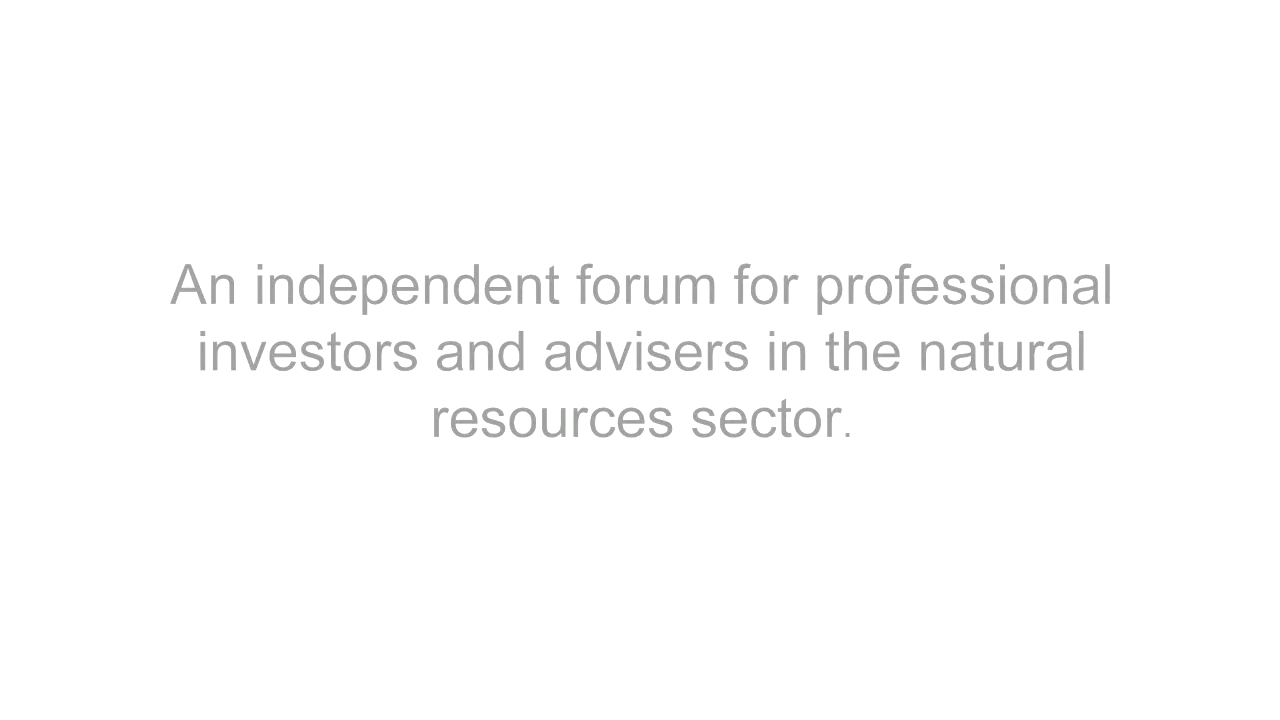 An independent forum for professional
investors and advisers in the natural
resources sector.